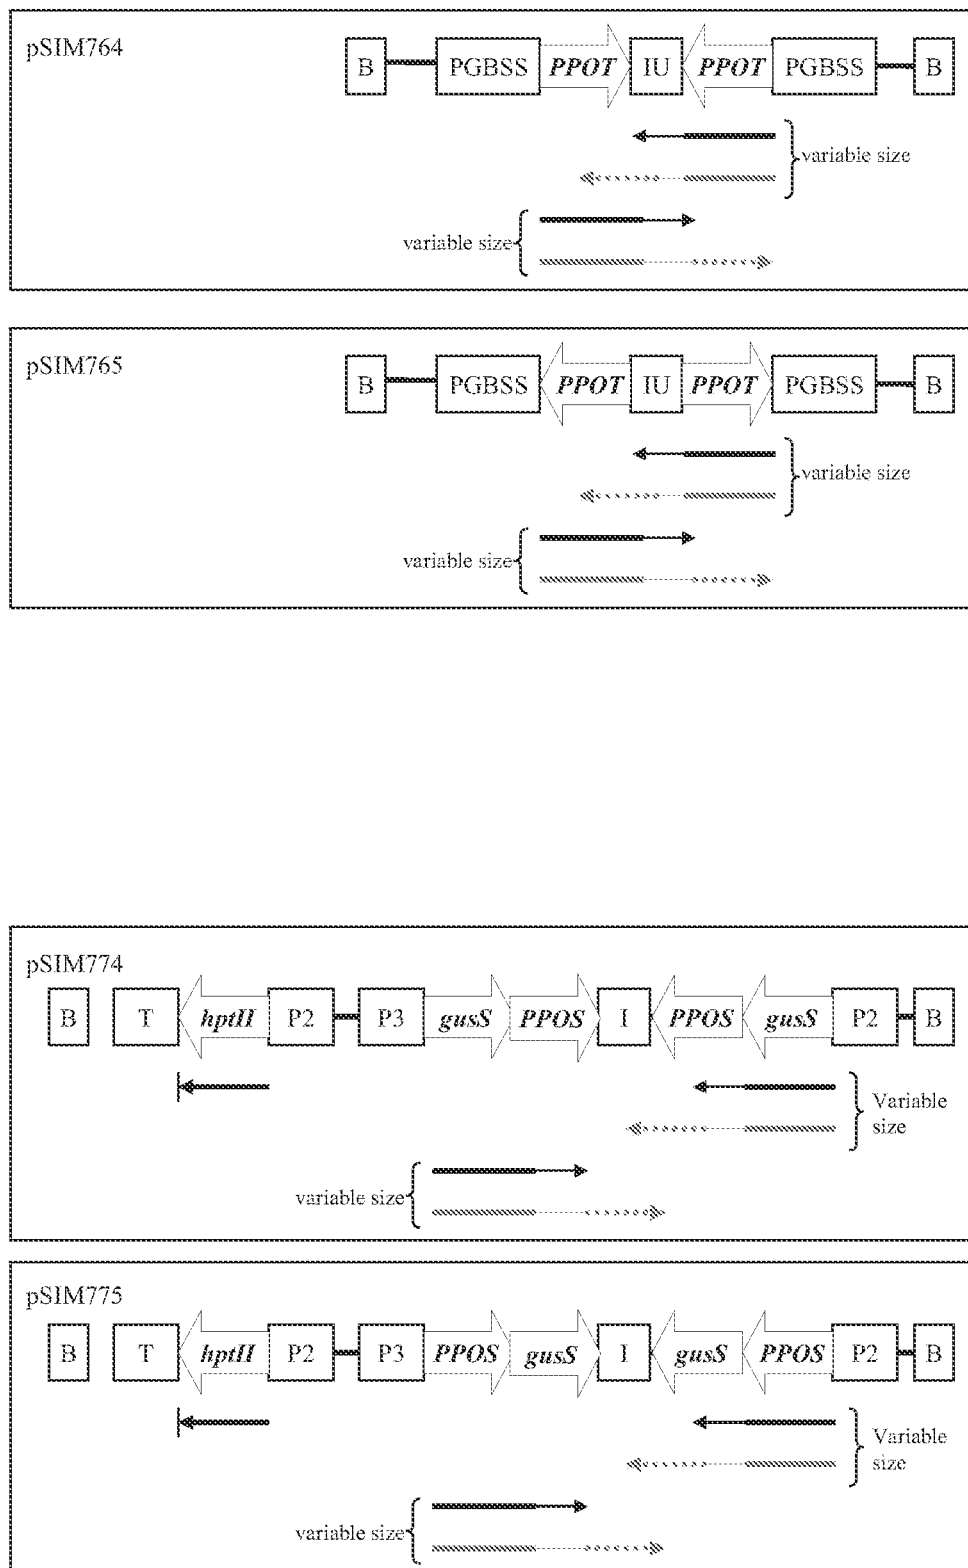 pSIM764
B PGBSS PPOT IU PPOT PGBSS B
variable size
variable size
pSIM765
B PGBSS PPOT IU PPOT PGBSS B
variable size
variable size
pSIM774
B T hptII P2 P3 gusS PPOS I PPOS gusS P2 B
Variable
size
variable size
pSIM775
B T hptII P2 P3 PPOS gusS I gusS PPOS P2 B
Variable
size
variable size